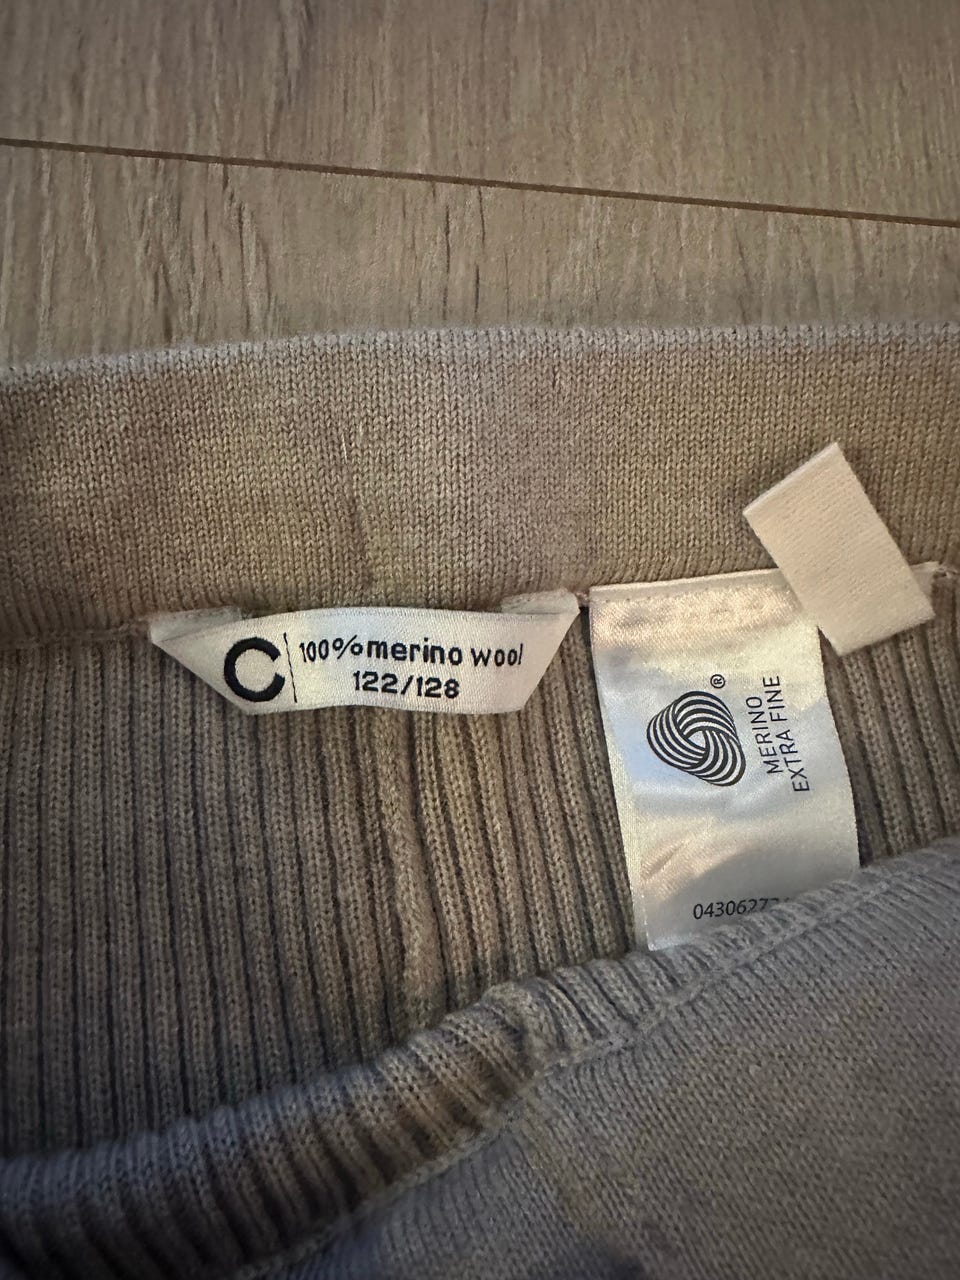 C 100%merino wool
122/128
®
MERINO
EXTRA FINE